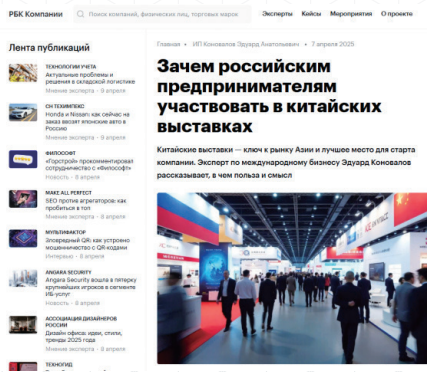 РБК Компании
Поиск компаний, физических лиц, торговых марок
Эксперты Кейсы Мероприятия О проекте
Лента публикаций
ТЕХНОЛОГИИ УЧЕТА
Актуальные проблемы и
решения в складской логистике
Мнение эксперта · 9 апреля
СН ТЕХИМПЕКС
Honda и Nissan: как сейчас на
заказ ввозят японские авто в
Россию
Мнение эксперта · 9 апреля
ФИЛОСОФТ
«Горстрой» прокомментировал
сотрудничество с «Философт»
Новость · 8 апреля
MAKE ALL PERFECT
SEO против агрегаторов: как
пробиться в топ
Мнение эксперта · 8 апреля
МУЛЬТИФАКТОР
Зловредный QR: как устроено
мошенничество с QR-кодами
Интервью · 8 апреля
ANGARA SECURITY
Angara Security вошла в пятерку
крупнейших игроков в сегменте
ИБ-услуг
Новость · 8 апреля
АССОЦИАЦИЯ ДИЗАЙНЕРОВ
РОССИИ
Дизайн офиса: идеи, стили,
тренды 2025 года
Мнение эксперта · 8 апреля
ТЕХНОГИД
Главная • ИП Коновалов Эдуард Анатольевич • 7 апреля 2025
Зачем российским
предпринимателям
участвовать в китайских
выставках
Китайские выставки — ключ к рынку Азии и лучшее место для старта
компании. Эксперт по международному бизнесу Эдуард Коновалов
рассказывает, в чем польза и смысл